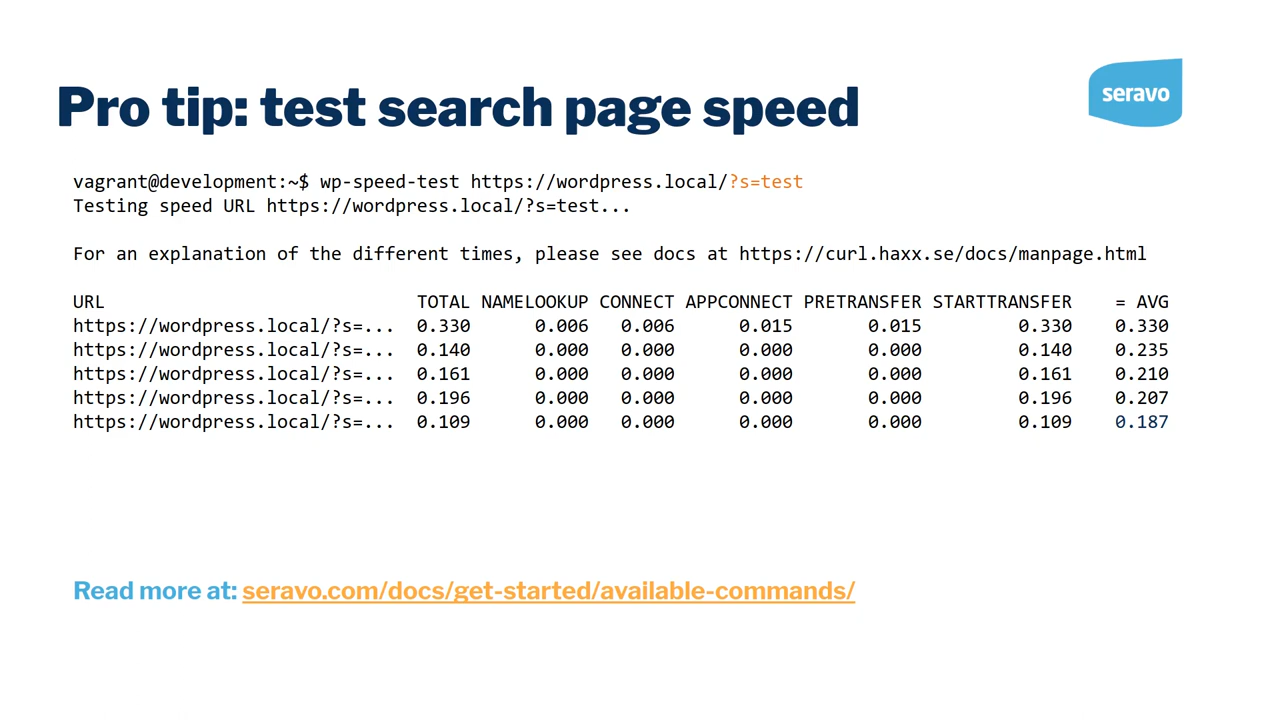 Pro tip: test search page speed
seravo
vagrant@development:~$ wp-speed-test https://wordpress.local/?s=test
Testing speed URL https://wordpress.local/?s=test...
For an explanation of the different times, please see docs at https://curl.haxx.se/docs/manpage.html
URL TOTAL NAMELOOKUP CONNECT APPCONNECT PRETRANSFER STARTTRANSFER = AVG
https://wordpress.local/?s=... 0.330 0.006 0.006 0.015 0.015 0.330 0.330
https://wordpress.local/?s=... 0.140 0.000 0.000 0.000 0.000 0.140 0.235
https://wordpress.local/?s=... 0.161 0.000 0.000 0.000 0.000 0.161 0.210
https://wordpress.local/?s=... 0.196 0.000 0.000 0.000 0.000 0.196 0.207
https://wordpress.local/?s=... 0.109 0.000 0.000 0.000 0.000 0.109 0.187
Read more at: seravo.com/docs/get-started/available-commands/